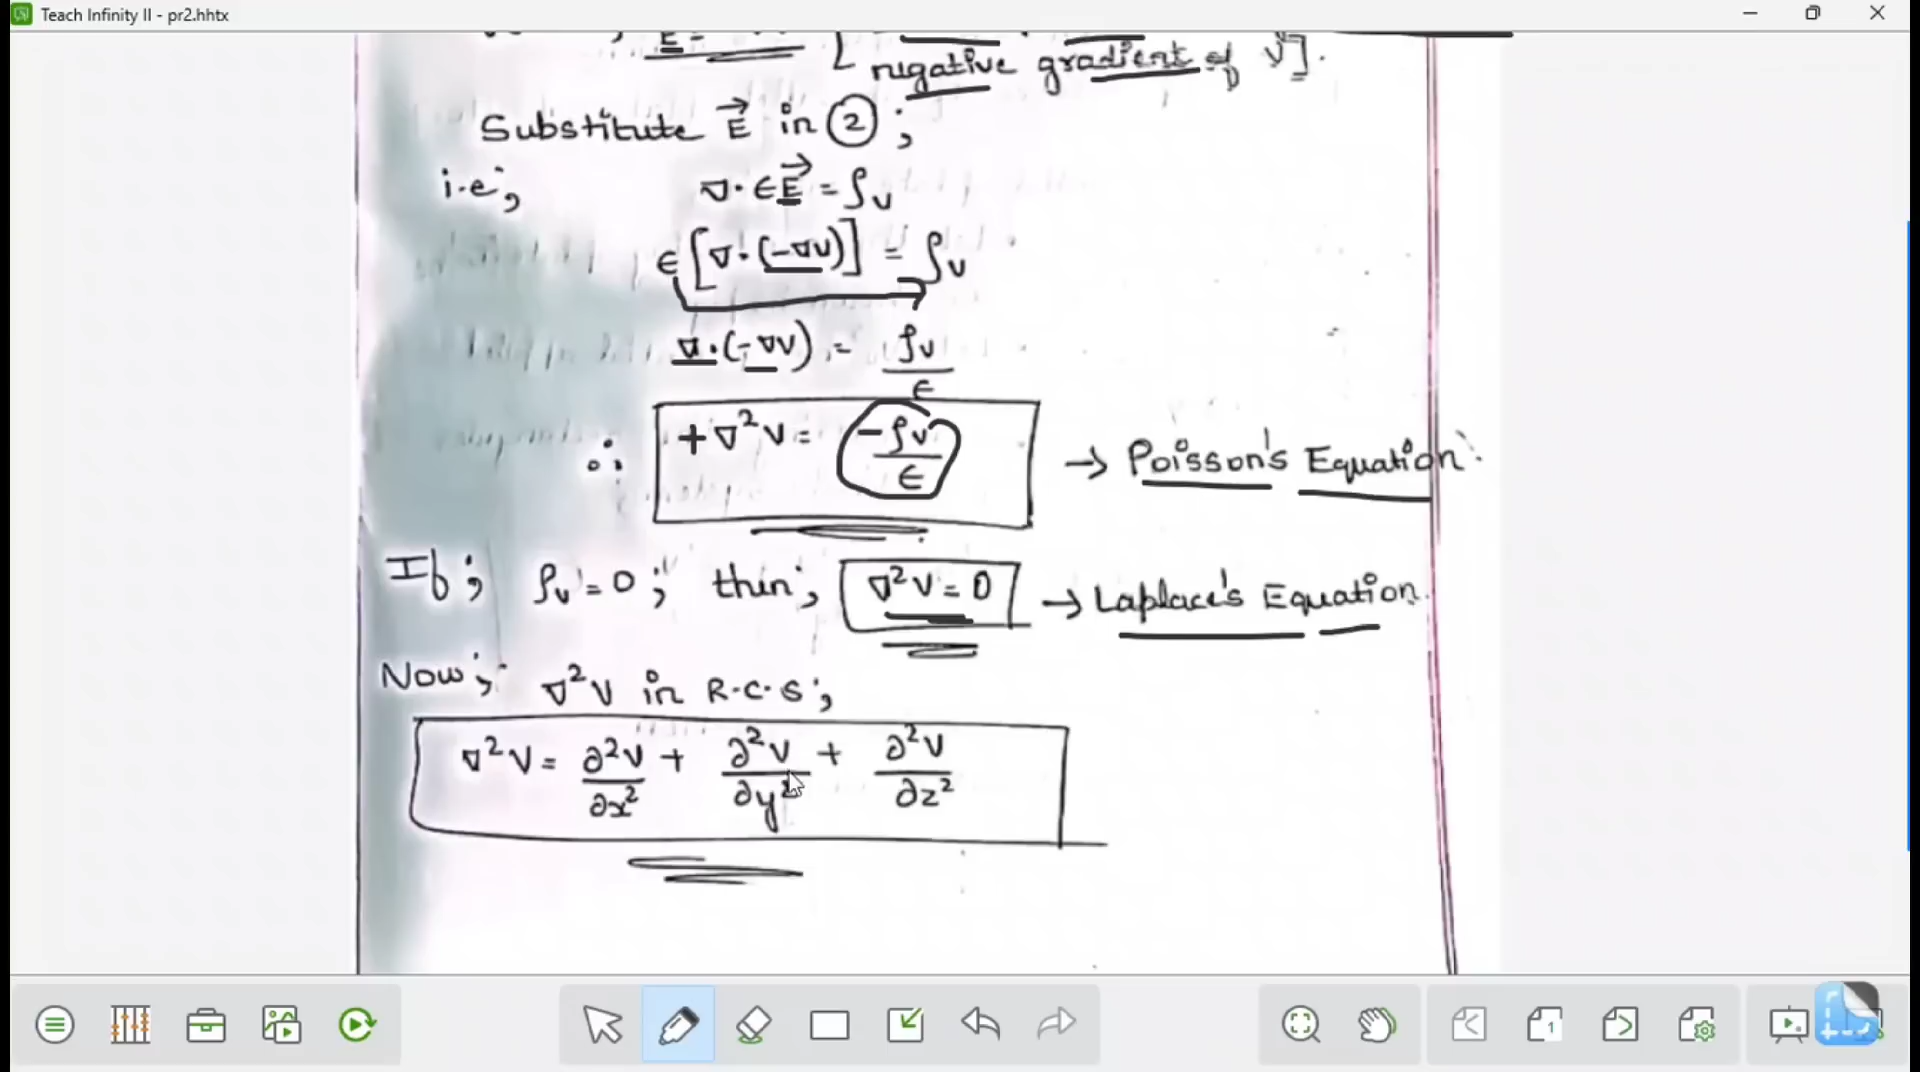 Teach Infinity II - pr2.hhtx
E =
negative gradient of V].
Substitute E⃗ in ② ;
i.e; ∇·ϵE⃗ = ρv
ϵ[∇·(-∇V)] = ρv
∇·(-∇V) = ρv/ϵ
∴ +∇²V = -ρv/ϵ → Poisson's Equation.
If; ρv = 0; then; ∇²V = 0 → Laplace's Equation.
Now; ∇²V in R.C.S;
∇²V = ∂²V/∂x² + ∂²V/∂y² + ∂²V/∂z²
1